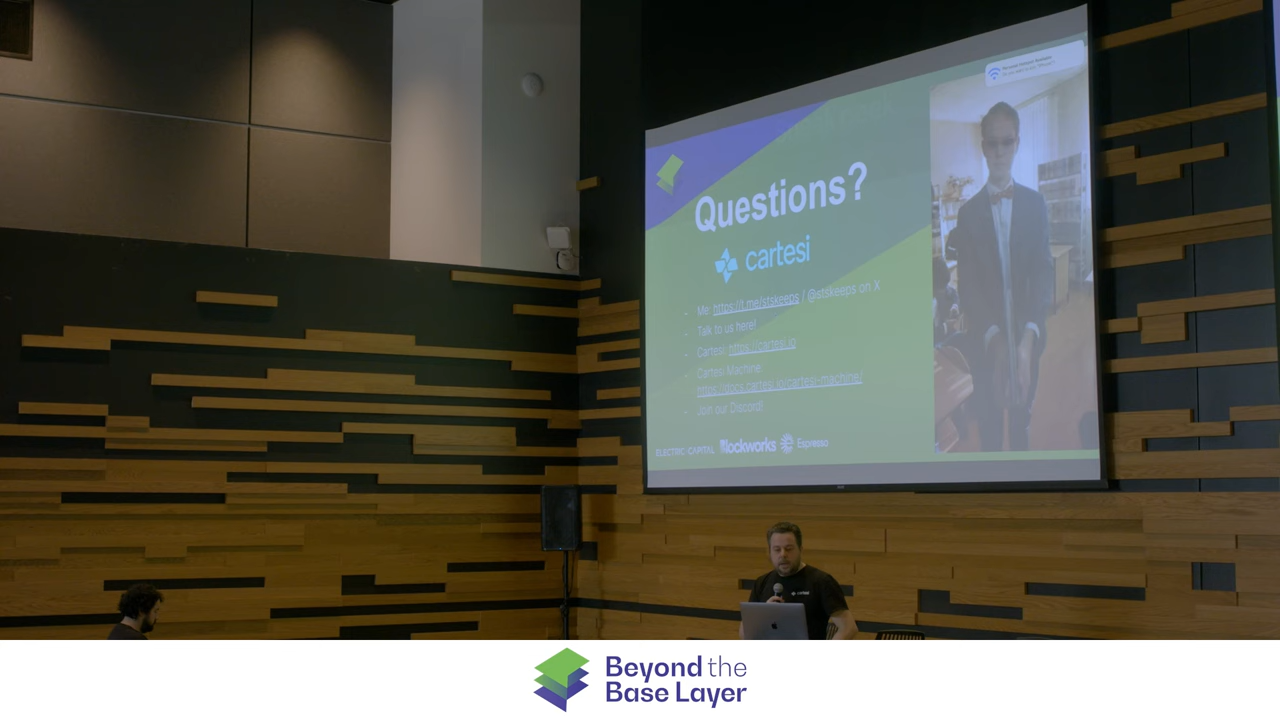 Questions?
cartesi
- Me: https://t.me/stskeeps / @stskeeps on X
- Talk to us here!
- Cartesi: https://cartesi.io
- Cartesi Machine:
https://docs.cartesi.io/cartesi-machine/
- Join our Discord!
ELECTRIC CAPITAL Blockworks Espresso
cartesi
Beyond the
Base Layer